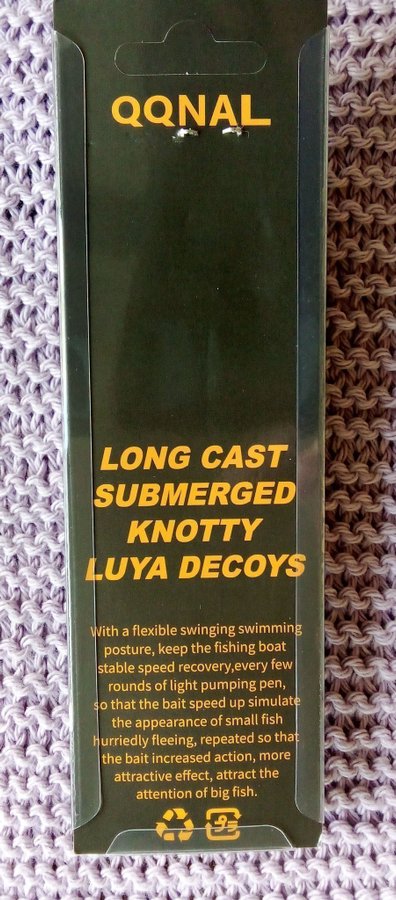 QQNAL
LONG CAST
SUBMERGED
KNOTTY
LUYA DECOYS
With a flexible swinging swimming
posture, keep the fishing boat
stable speed recovery,every few
rounds of light pumping pen,
so that the bait speed up simulate
the appearance of small fish
hurriedly fleeing, repeated so that
the bait increased action, more
attractive effect, attract the
attention of big fish.